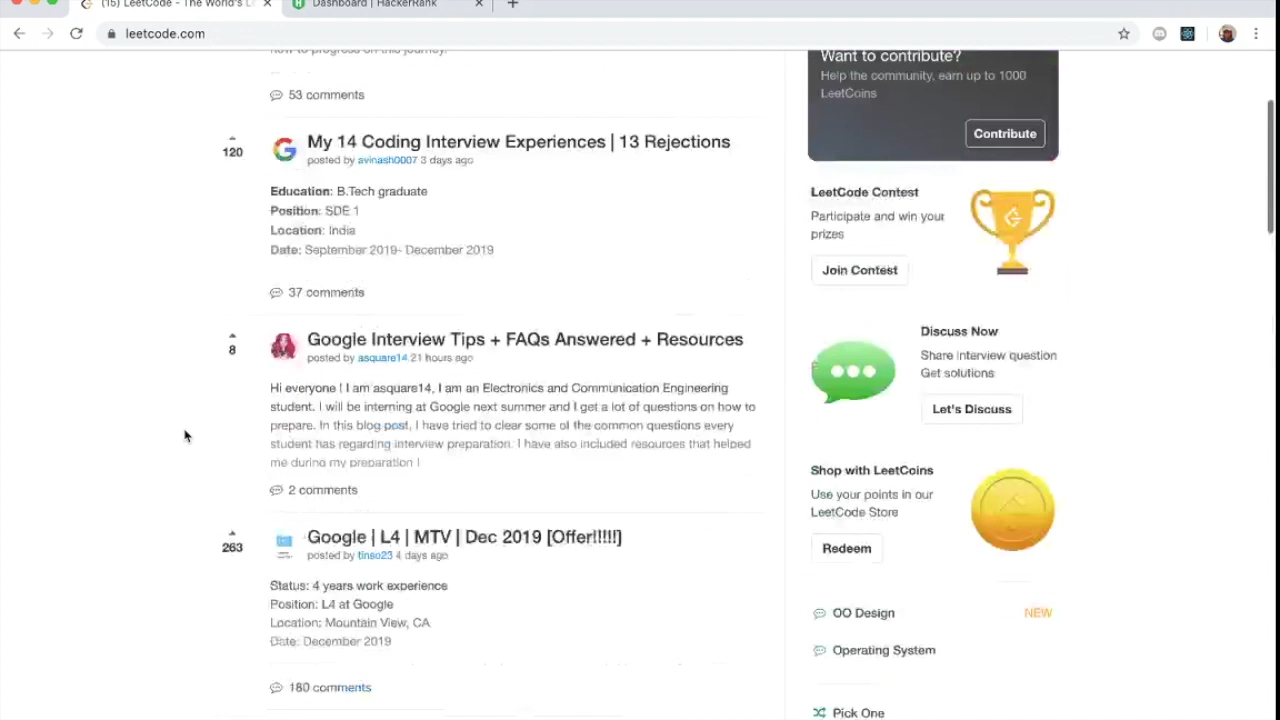 (15) LeetCode - The World's L
Dashboard | HackerRank
leetcode.com
how to progress on this journey.
53 comments
120
My 14 Coding Interview Experiences | 13 Rejections
posted by avinash0007 3 days ago
Education: B.Tech graduate
Position: SDE 1
Location: India
Date: September 2019- December 2019
37 comments
8
Google Interview Tips + FAQs Answered + Resources
posted by asquare14 21 hours ago
Hi everyone ! I am asquare14, I am an Electronics and Communication Engineering
student. I will be interning at Google next summer and I get a lot of questions on how to
prepare. In this blog post, I have tried to clear some of the common questions every
student has regarding interview preparation. I have also included resources that helped
me during my preparation !
2 comments
263
Google | L4 | MTV | Dec 2019 [Offer!!!!!]
posted by tinso23 4 days ago
Status: 4 years work experience
Position: L4 at Google
Location: Mountain View, CA
Date: December 2019
180 comments
Want to contribute?
Help the community, earn up to 1000
LeetCoins
Contribute
LeetCode Contest
Participate and win your
prizes
Join Contest
Discuss Now
Share interview question
Get solutions
Let's Discuss
Shop with LeetCoins
Use your points in our
LeetCode Store
Redeem
OO Design NEW
Operating System
Pick One